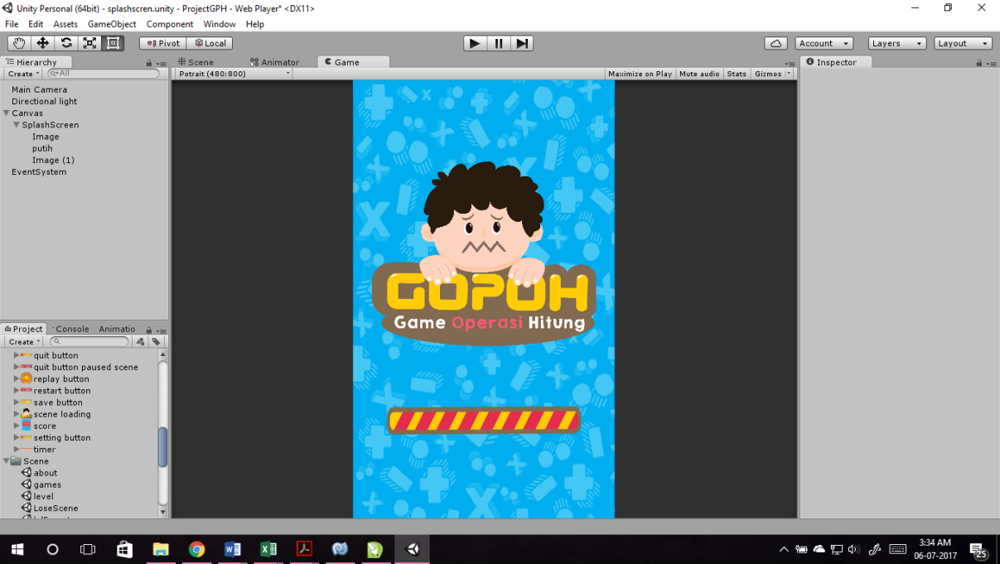 Unity Personal (64bit) - splashscren.unity - ProjectGPH - Web Player* <DX11>
File Edit Assets GameObject Component Window Help
Pivot Local Account Layers Layout
Hierarchy Scene Animator Game Inspector
Create All Potrait (480:800) Maximize on Play Mute audio Stats Gizmos
Main Camera
Directional light
Canvas
SplashScreen
Image
putih
Image (1)
EventSystem
GOPOH
Game Operasi Hitung
Project Console Animatio
Create
quit button
quit button paused scene
replay button
restart button
save button
scene loading
score
setting button
timer
Scene
about
games
level
LoseScene
3:34 AM
06-07-2017
25